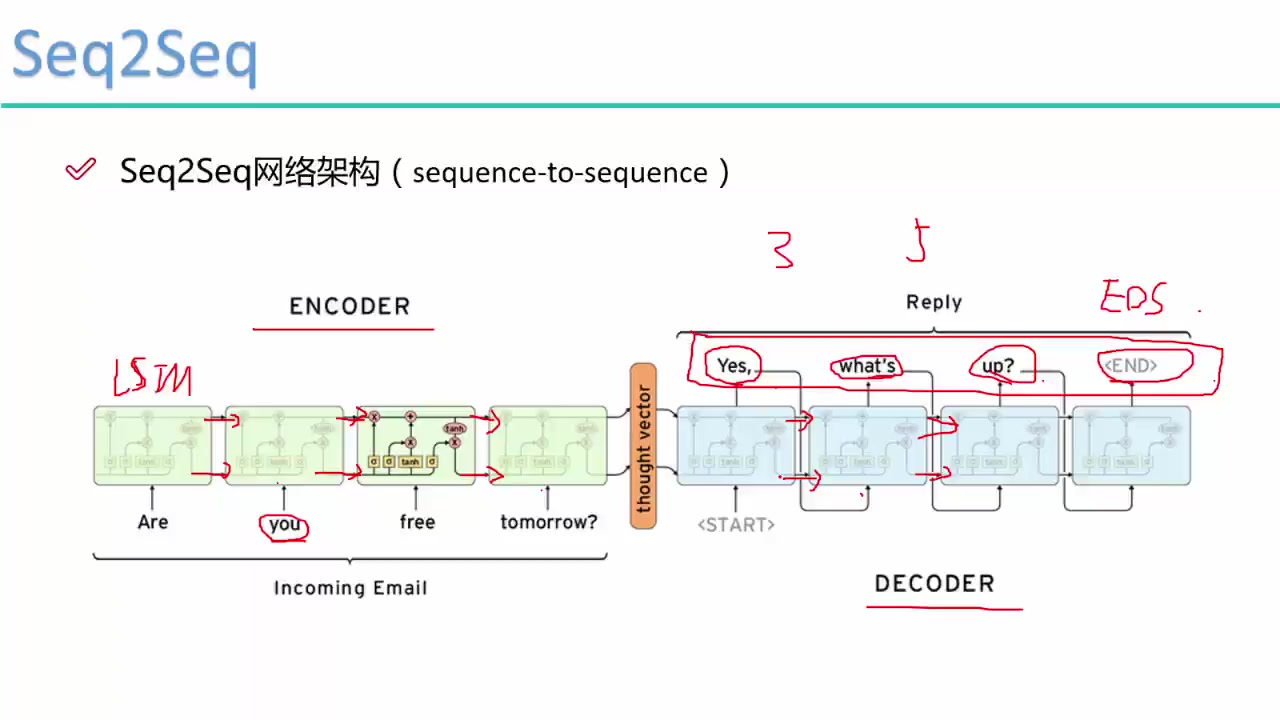 Seq2Seq
Seq2Seq网络架构（sequence-to-sequence）
3 5
ENCODER
Reply
EOS
LSTM
Yes, what's up? <END>
thought vector
tanh
σ σ tanh σ
Are you free tomorrow? <START>
Incoming Email
DECODER